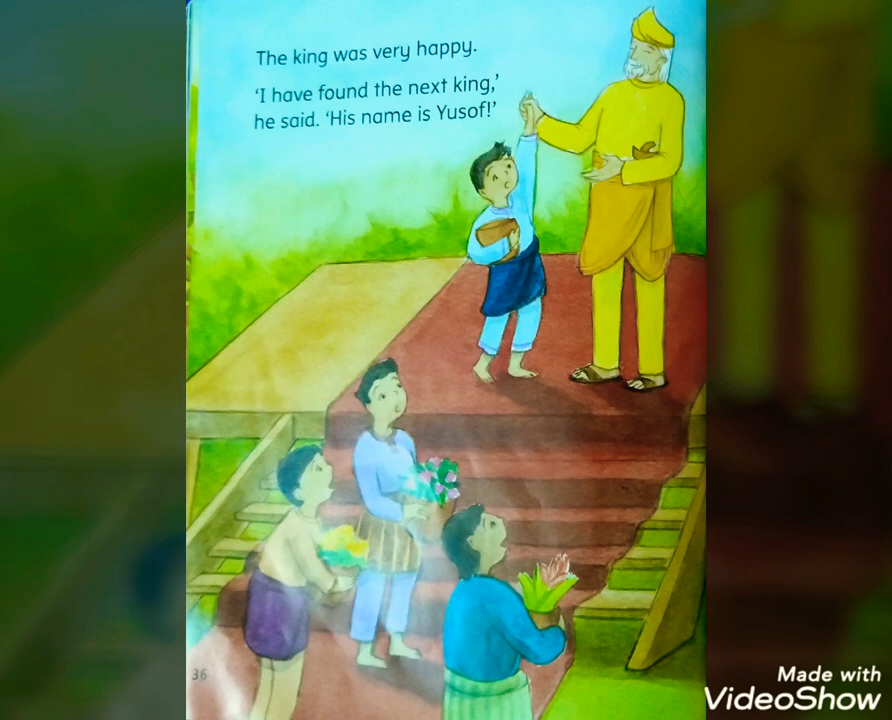 The king was very happy.
‘I have found the next king,’
he said. ‘His name is Yusof!’
36
Made with
VideoShow